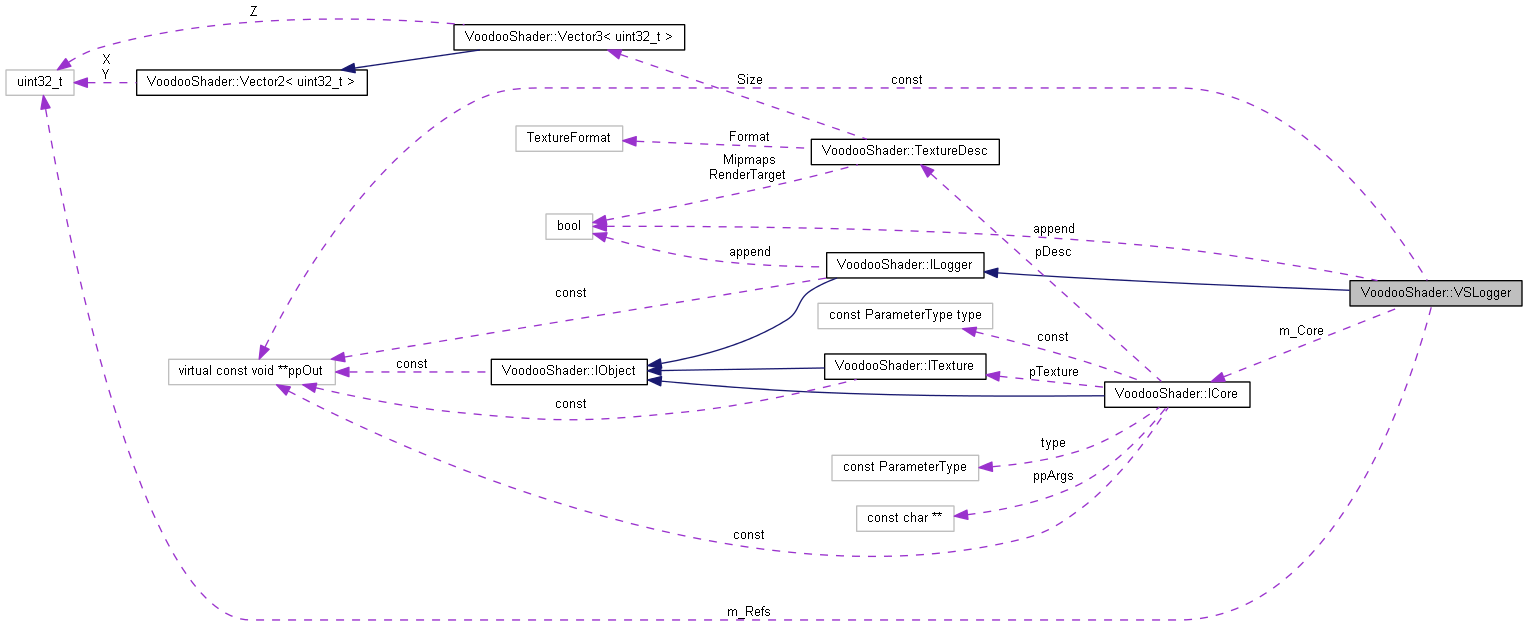 Z
VoodooShader::Vector3< uint32_t >
X
Y
uint32_t
VoodooShader::Vector2< uint32_t >
Size
const
TextureFormat
Format
VoodooShader::TextureDesc
Mipmaps
RenderTarget
bool
append
pDesc
append
VoodooShader::ILogger
const
VoodooShader::VSLogger
const ParameterType type
const
m_Core
virtual const void **ppOut
const
VoodooShader::IObject
VoodooShader::ITexture
pTexture
VoodooShader::ICore
const
type
const ParameterType
ppArgs
const char **
const
m_Refs